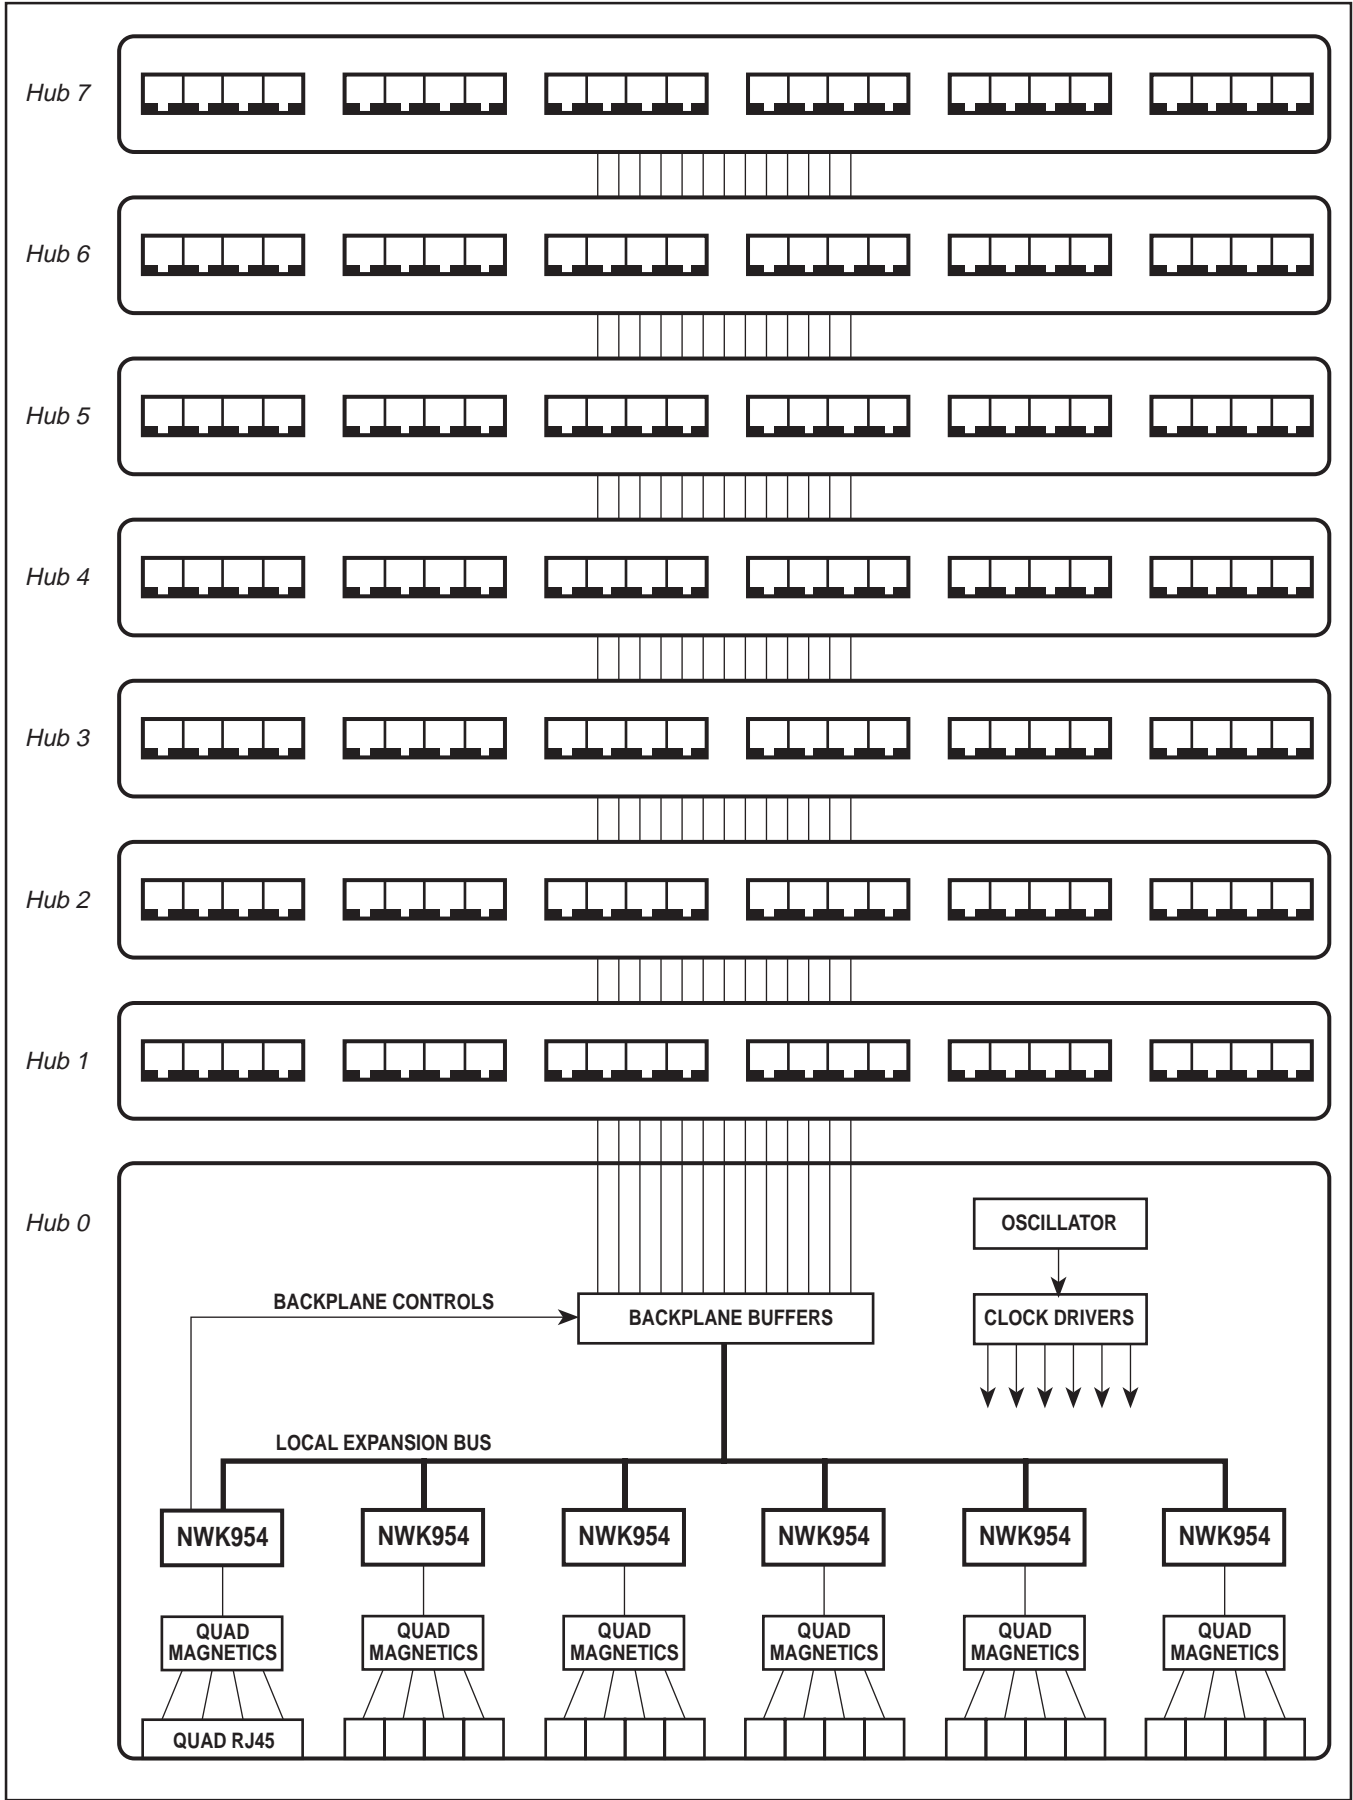 Hub 7
Hub 6
Hub 5
Hub 4
Hub 3
Hub 2
Hub 1
Hub 0
OSCILLATOR
BACKPLANE CONTROLS
BACKPLANE BUFFERS
CLOCK DRIVERS
LOCAL EXPANSION BUS
NWK954
NWK954
NWK954
NWK954
NWK954
NWK954
QUAD
MAGNETICS
QUAD
MAGNETICS
QUAD
MAGNETICS
QUAD
MAGNETICS
QUAD
MAGNETICS
QUAD
MAGNETICS
QUAD RJ45